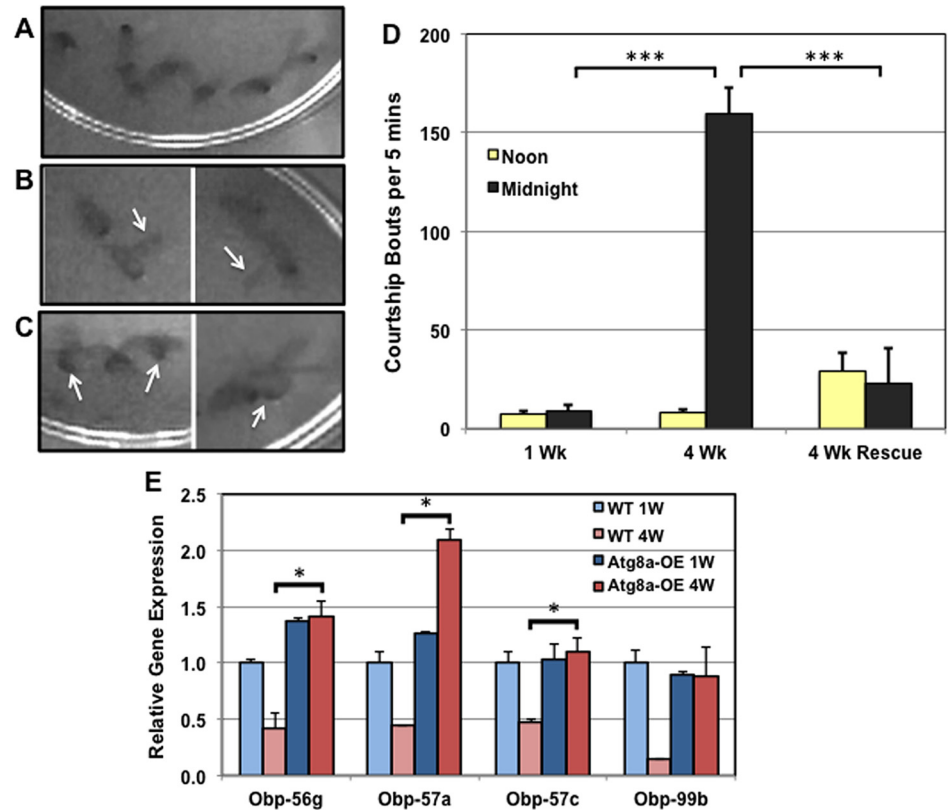 A
B
C
D
200
150
100
50
0
Courtship Bouts per 5 mins
***
***
Noon
Midnight
1 Wk
4 Wk
4 Wk Rescue
E
2.5
2.0
1.5
1.0
0.5
0.0
Relative Gene Expression
*
*
*
WT 1W
WT 4W
Atg8a-OE 1W
Atg8a-OE 4W
Obp-56g
Obp-57a
Obp-57c
Obp-99b